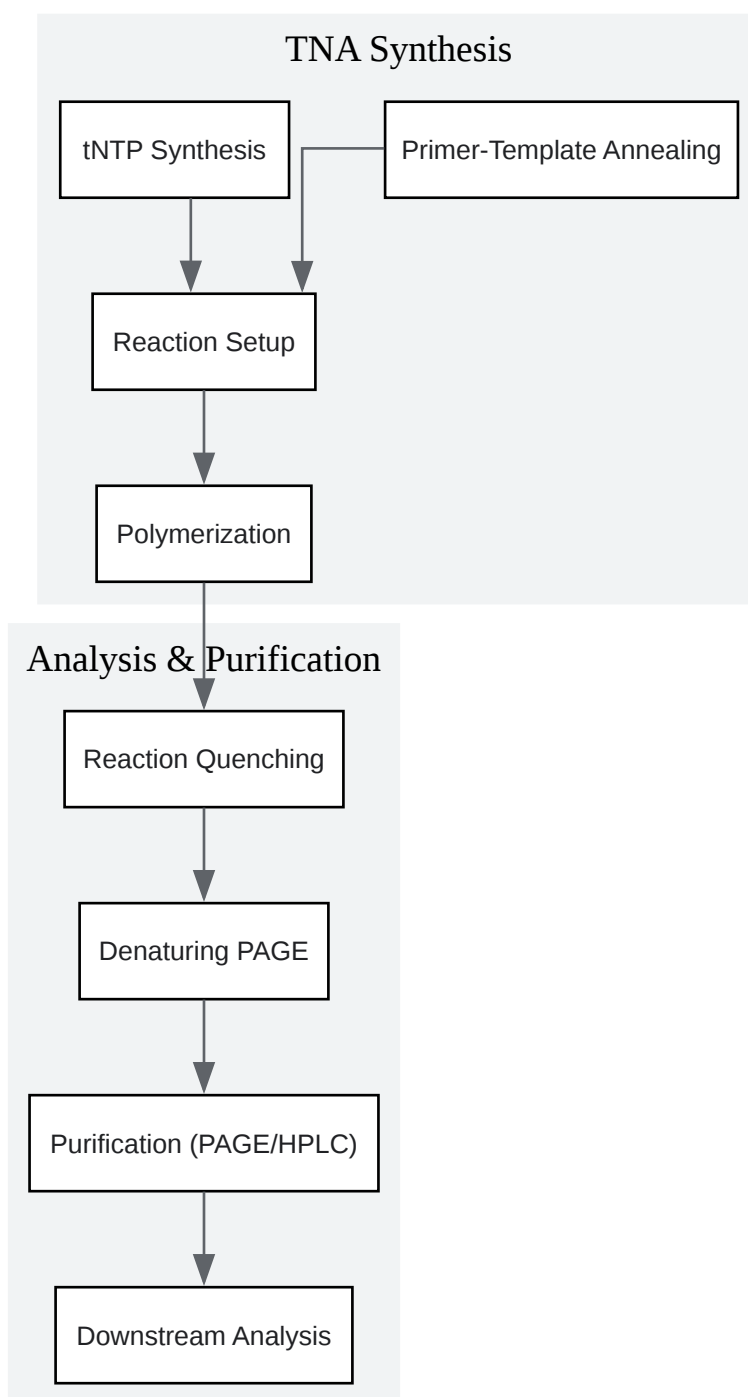 TNA Synthesis
tNTP Synthesis
Primer-Template Annealing
Reaction Setup
Polymerization
Analysis & Purification
Reaction Quenching
Denaturing PAGE
Purification (PAGE/HPLC)
Downstream Analysis